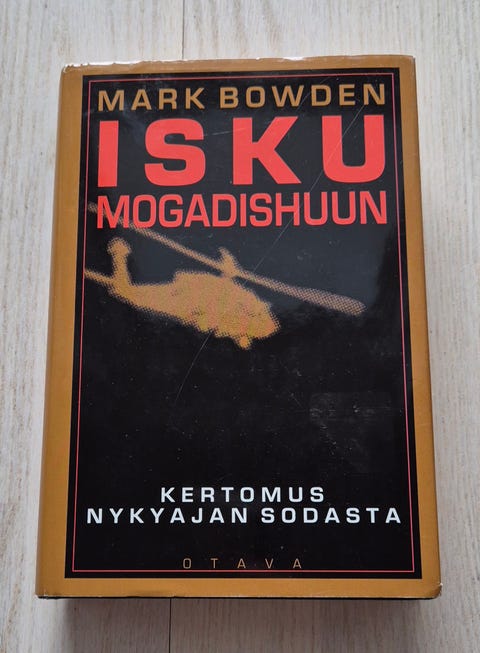 MARK BOWDEN
ISKU
MOGADISHUUN
KERTOMUS
NYKYAJAN SODASTA
OTAVA